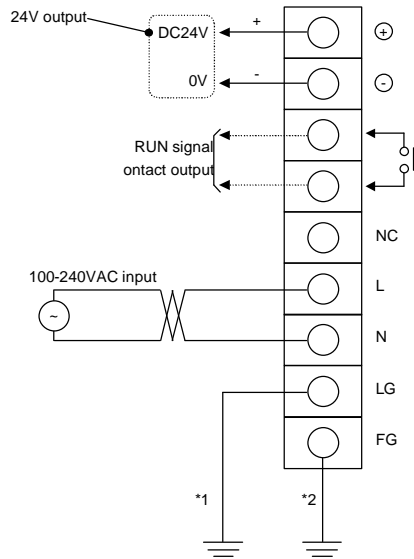 24V output
DC24V
+
+
0V
-
-
RUN signal
ontact output
NC
100-240VAC input
L
~
N
LG
FG
*1
*2